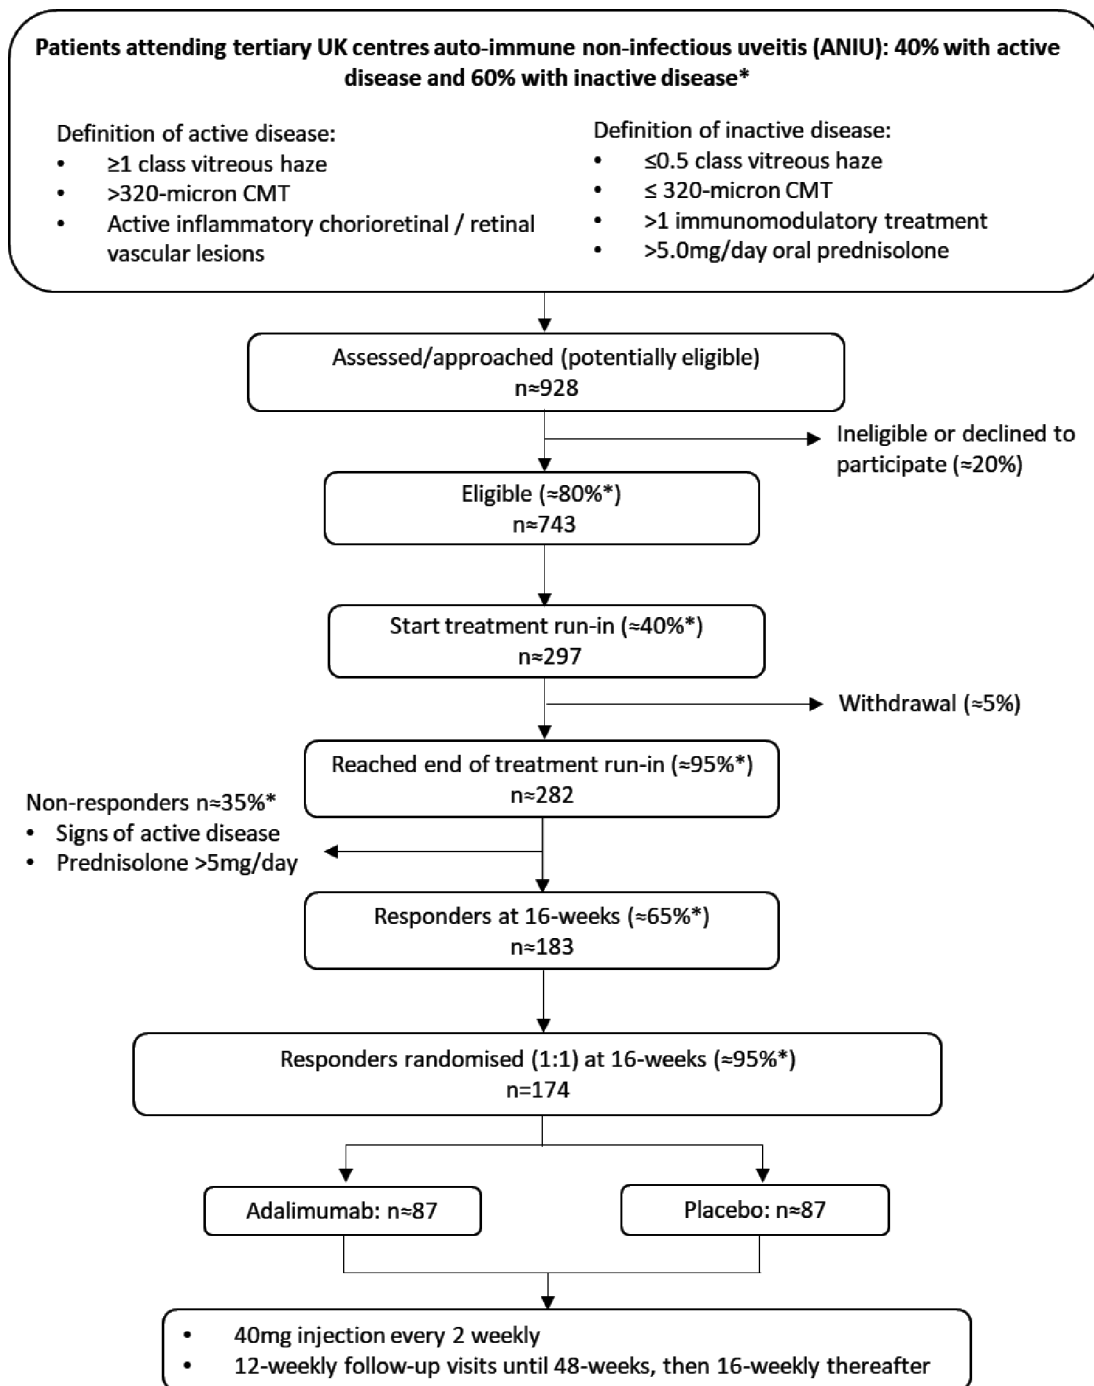 Patients attending tertiary UK centres auto-immune non-infectious uveitis (ANIU): 40% with active
disease and 60% with inactive disease*
Definition of active disease:
• ≥1 class vitreous haze
• >320-micron CMT
• Active inflammatory chorioretinal / retinal
vascular lesions
Definition of inactive disease:
• ≤0.5 class vitreous haze
• ≤ 320-micron CMT
• >1 immunomodulatory treatment
• >5.0mg/day oral prednisolone
Assessed/approached (potentially eligible)
n≈928
Ineligible or declined to
participate (≈20%)
Eligible (≈80%*)
n≈743
Start treatment run-in (≈40%*)
n≈297
Withdrawal (≈5%)
Reached end of treatment run-in (≈95%*)
n≈282
Non-responders n≈35%*
• Signs of active disease
• Prednisolone >5mg/day
Responders at 16-weeks (≈65%*)
n≈183
Responders randomised (1:1) at 16-weeks (≈95%*)
n=174
Adalimumab: n≈87
Placebo: n≈87
• 40mg injection every 2 weekly
• 12-weekly follow-up visits until 48-weeks, then 16-weekly thereafter